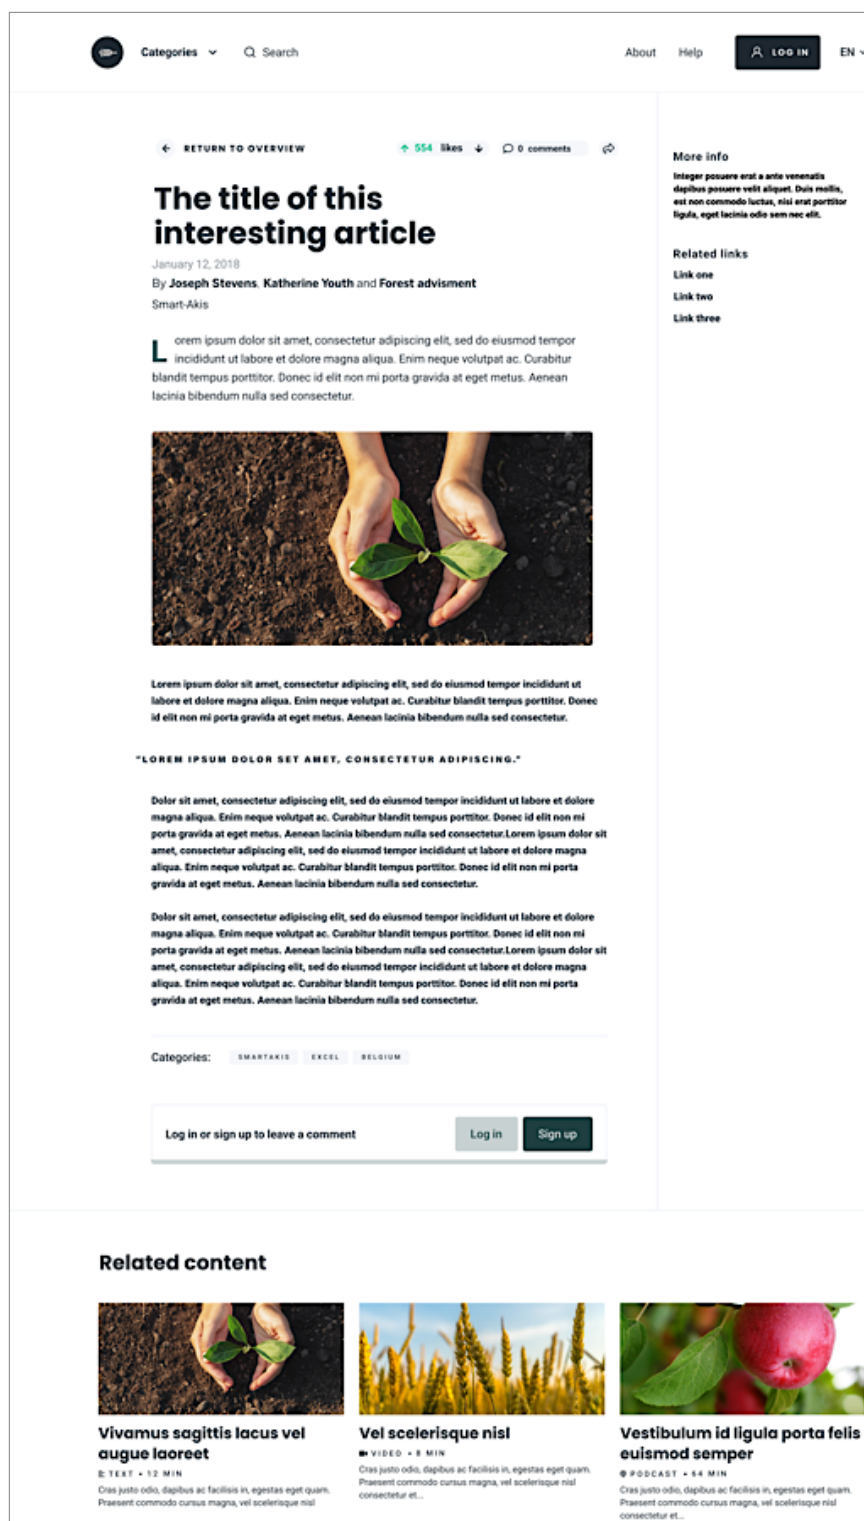 Categories
Search
About
Help
LOG IN
EN
RETURN TO OVERVIEW
554 likes
0 comments
The title of this
interesting article
January 12, 2018
By Joseph Stevens, Katherine Youth and Forest advisment
Smart-Akis
Lorem ipsum dolor sit amet, consectetur adipiscing elit, sed do eiusmod tempor
incididunt ut labore et dolore magna aliqua. Enim neque volutpat ac. Curabitur
blandit tempus porttitor. Donec id elit non mi porta gravida at eget metus. Aenean
lacinia bibendum nulla sed consectetur.
Lorem ipsum dolor sit amet, consectetur adipiscing elit, sed do eiusmod tempor incididunt ut
labore et dolore magna aliqua. Enim neque volutpat ac. Curabitur blandit tempus porttitor. Donec
id elit non mi porta gravida at eget metus. Aenean lacinia bibendum nulla sed consectetur.
"LOREM IPSUM DOLOR SET AMET, CONSECTETUR ADIPISCING."
Dolor sit amet, consectetur adipiscing elit, sed do eiusmod tempor incididunt ut labore et dolore
magna aliqua. Enim neque volutpat ac. Curabitur blandit tempus porttitor. Donec id elit non mi
porta gravida at eget metus. Aenean lacinia bibendum nulla sed consectetur.Lorem ipsum dolor sit
amet, consectetur adipiscing elit, sed do eiusmod tempor incididunt ut labore et dolore magna
aliqua. Enim neque volutpat ac. Curabitur blandit tempus porttitor. Donec id elit non mi porta
gravida at eget metus. Aenean lacinia bibendum nulla sed consectetur.
Dolor sit amet, consectetur adipiscing elit, sed do eiusmod tempor incididunt ut labore et dolore
magna aliqua. Enim neque volutpat ac. Curabitur blandit tempus porttitor. Donec id elit non mi
porta gravida at eget metus. Aenean lacinia bibendum nulla sed consectetur.Lorem ipsum dolor sit
amet, consectetur adipiscing elit, sed do eiusmod tempor incididunt ut labore et dolore magna
aliqua. Enim neque volutpat ac. Curabitur blandit tempus porttitor. Donec id elit non mi porta
gravida at eget metus. Aenean lacinia bibendum nulla sed consectetur.
Categories: SMARTAKIS EXCEL BELGIUM
Log in or sign up to leave a comment
Log in
Sign up
More info
Integer posuere erat a ante venenatis
dapibus posuere velit aliquet. Duis mollis,
est non commodo luctus, nisi erat porttitor
ligula, eget lacinia odio sem nec elit.
Related links
Link one
Link two
Link three
Related content
Vivamus sagittis lacus vel
augue laoreet
TEXT • 12 MIN
Cras justo odio, dapibus ac facilisis in, egestas eget quam.
Praesent commodo cursus magna, vel scelerisque nisl
Vel scelerisque nisl
VIDEO • 8 MIN
Cras justo odio, dapibus ac facilisis in, egestas eget quam.
Praesent commodo cursus magna, vel scelerisque nisl
consectetur et...
Vestibulum id ligula porta felis
euismod semper
PODCAST • 64 MIN
Cras justo odio, dapibus ac facilisis in, egestas eget quam.
Praesent commodo cursus magna, vel scelerisque nisl
consectetur et...